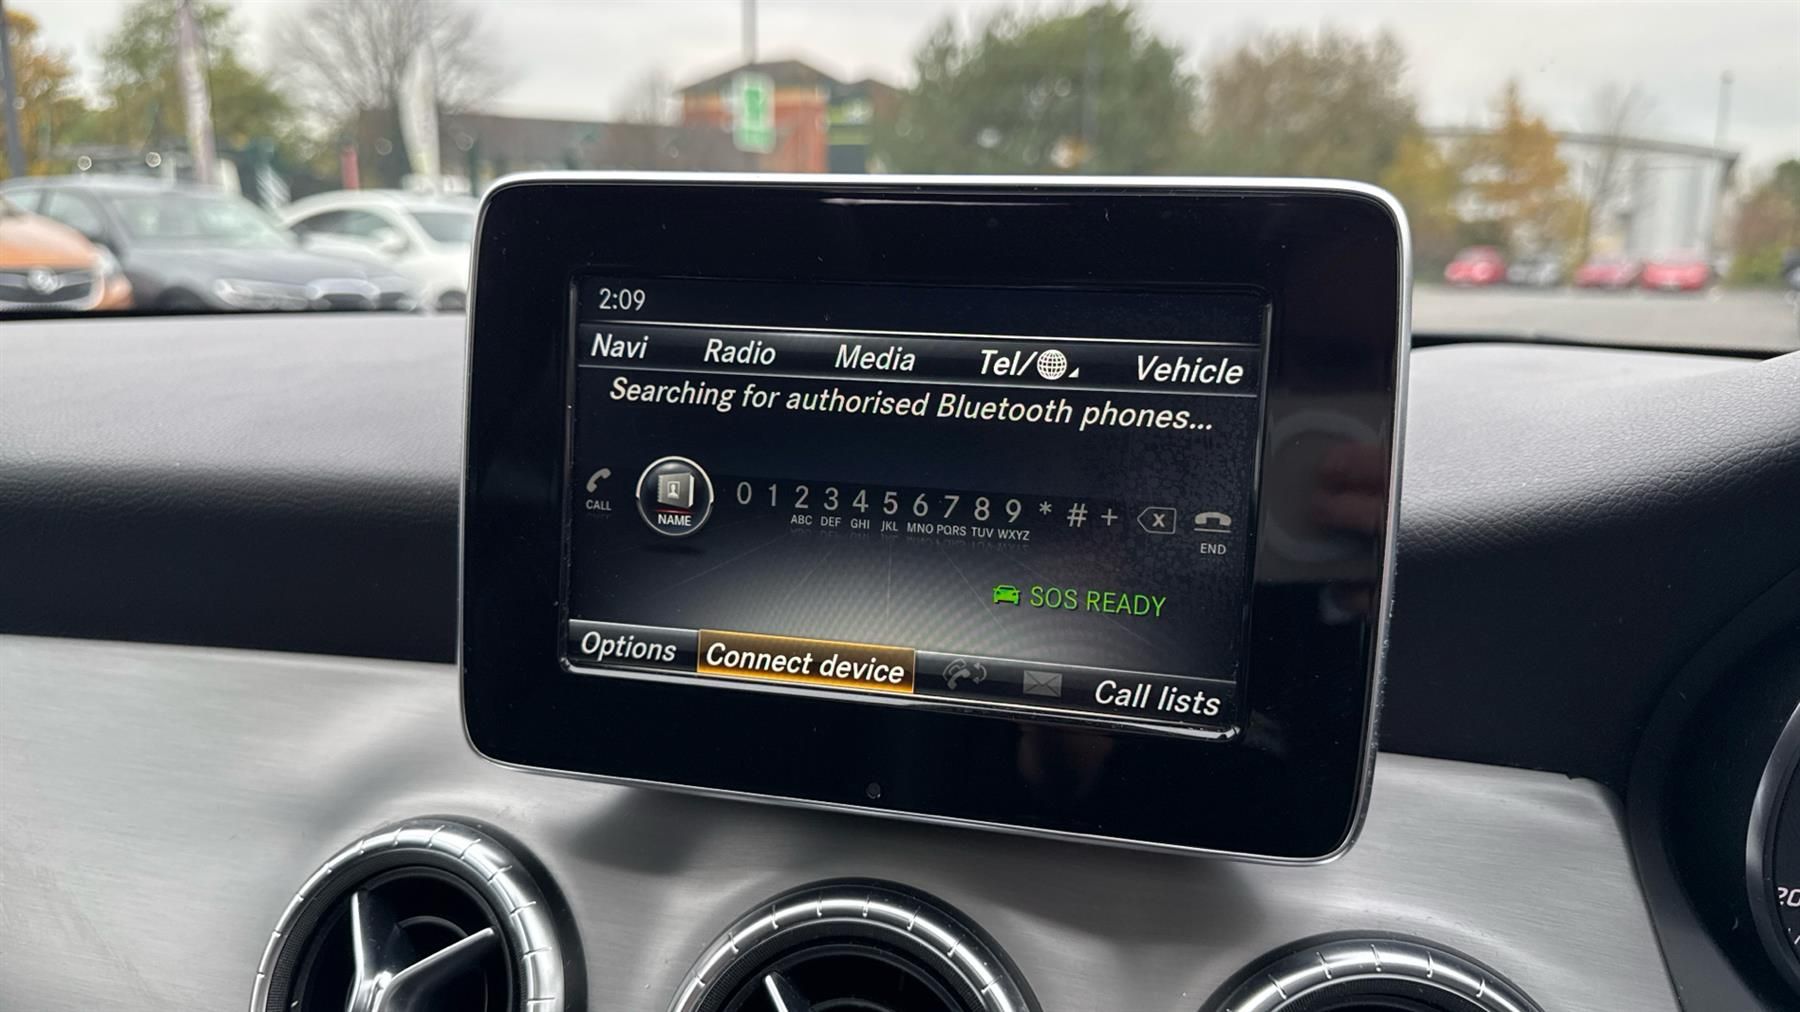 2:09
Navi Radio Media Tel/ Vehicle
Searching for authorised Bluetooth phones...
CALL NAME 0 1 2 3 4 5 6 7 8 9 * # + X END
ABC DEF GHI JKL MNO PQRS TUV WXYZ
SOS READY
Options Connect device Call lists
20